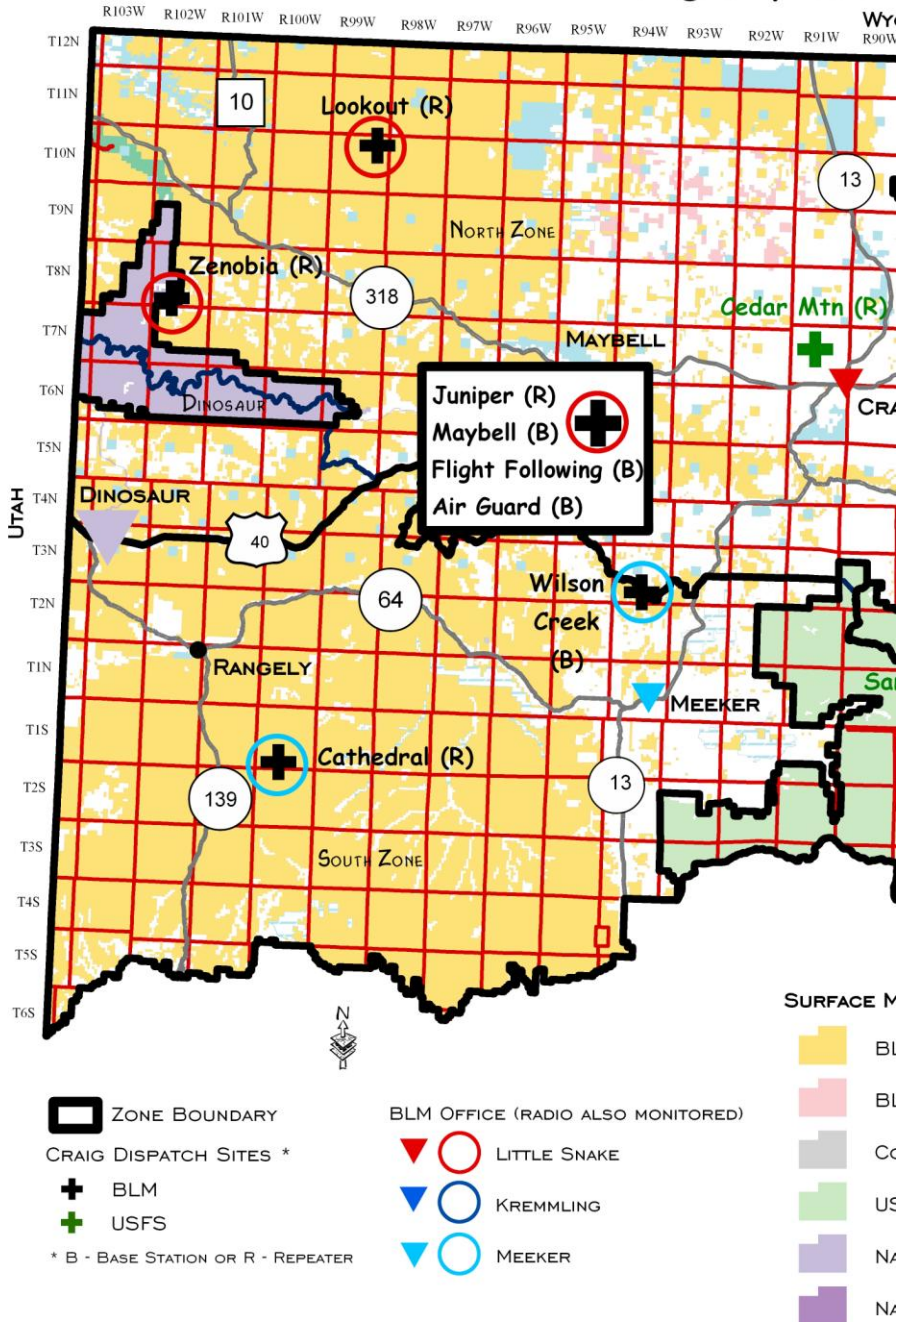 R103W R102W R101W R100W R99W R98W R97W R96W R95W R94W R93W R92W R91W R90W
T12N
T11N
T10N
T9N
T8N
T7N
T6N
T5N
T4N
T3N
T2N
T1N
T1S
T2S
T3S
T4S
T5S
T6S
UTAH
10
Lookout (R)
13
NORTH ZONE
Zenobia (R)
318
Cedar Mtn (R)
MAYBELL
DINOSAUR
CRA
Juniper (R)
Maybell (B)
Flight Following (B)
Air Guard (B)
DINOSAUR
40
64
Wilson
Creek
(B)
RANGELY
MEEKER
Cathedral (R)
139
13
SOUTH ZONE
N
ZONE BOUNDARY
CRAIG DISPATCH SITES *
BLM
USFS
* B - BASE STATION OR R - REPEATER
BLM OFFICE (RADIO ALSO MONITORED)
LITTLE SNAKE
KREMMLING
MEEKER
SURFACE M